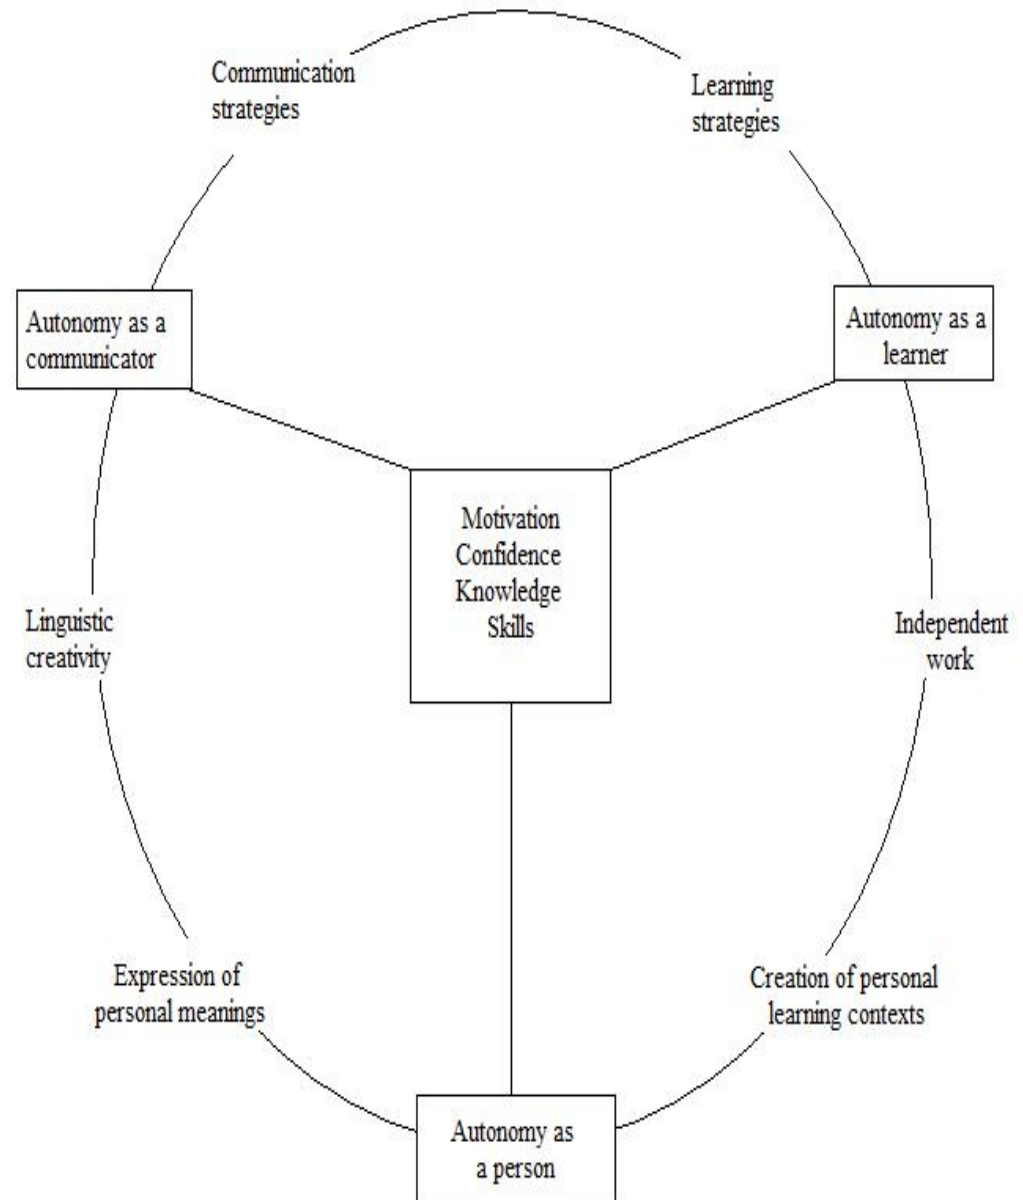 Communication
strategies
Learning
strategies
Autonomy as a
communicator
Autonomy as a
learner
Motivation
Confidence
Knowledge
Skills
Linguistic
creativity
Independent
work
Expression of
personal meanings
Creation of personal
learning contexts
Autonomy as
a person